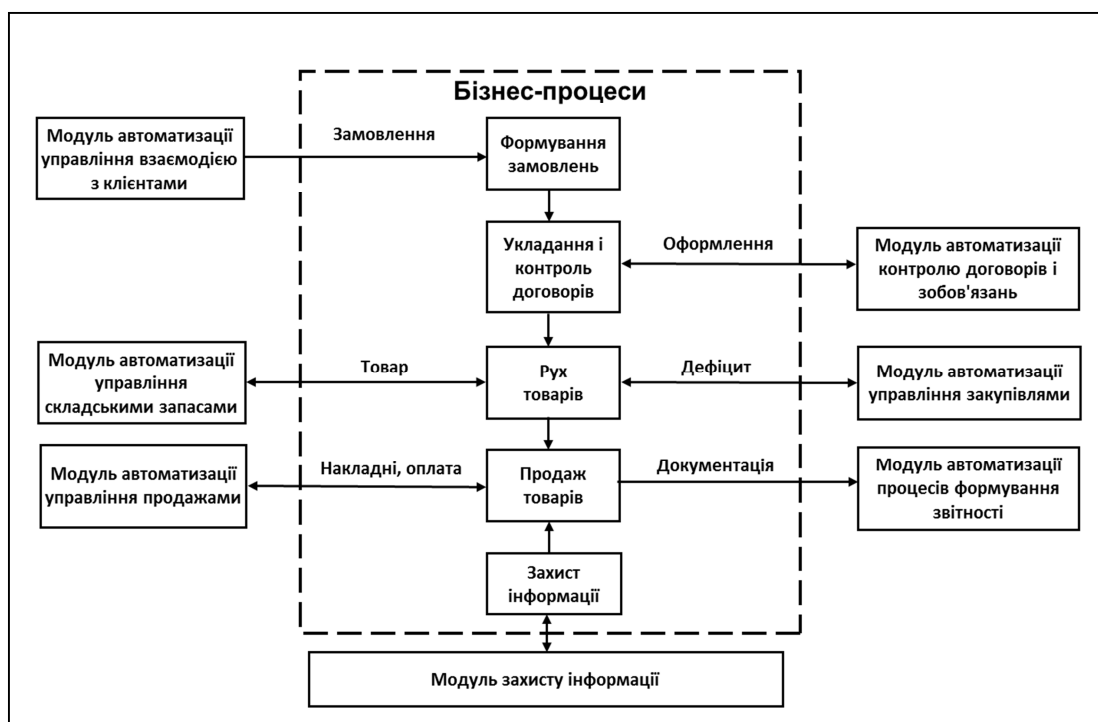 Бізнес-процеси
Модуль автоматизації
управління взаємодією
з клієнтами
Замовлення
Формування
замовлень
Укладання і
контроль
договорів
Оформлення
Модуль автоматизації
контролю договорів і
зобов'язань
Модуль автоматизації
управління
складськими запасами
Товар
Рух
товарів
Дефіцит
Модуль автоматизації
управління закупівлями
Модуль автоматизації
управління продажами
Накладні, оплата
Продаж
товарів
Документація
Модуль автоматизації
процесів формування
звітності
Захист
інформації
Модуль захисту інформації